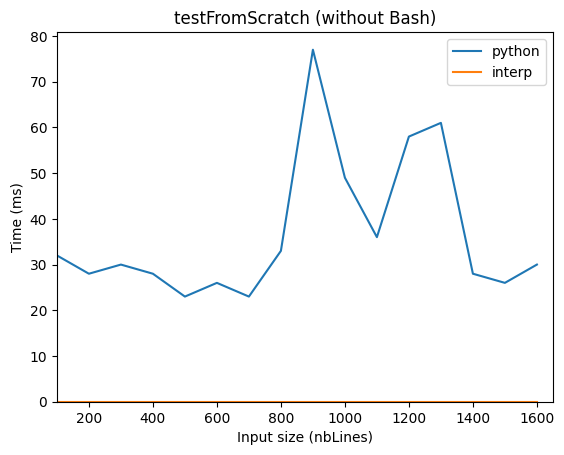 testFromScratch (without Bash)
python
interp
80
70
60
50
40
30
20
10
0
Time (ms)
200 400 600 800 1000 1200 1400 1600
Input size (nbLines)